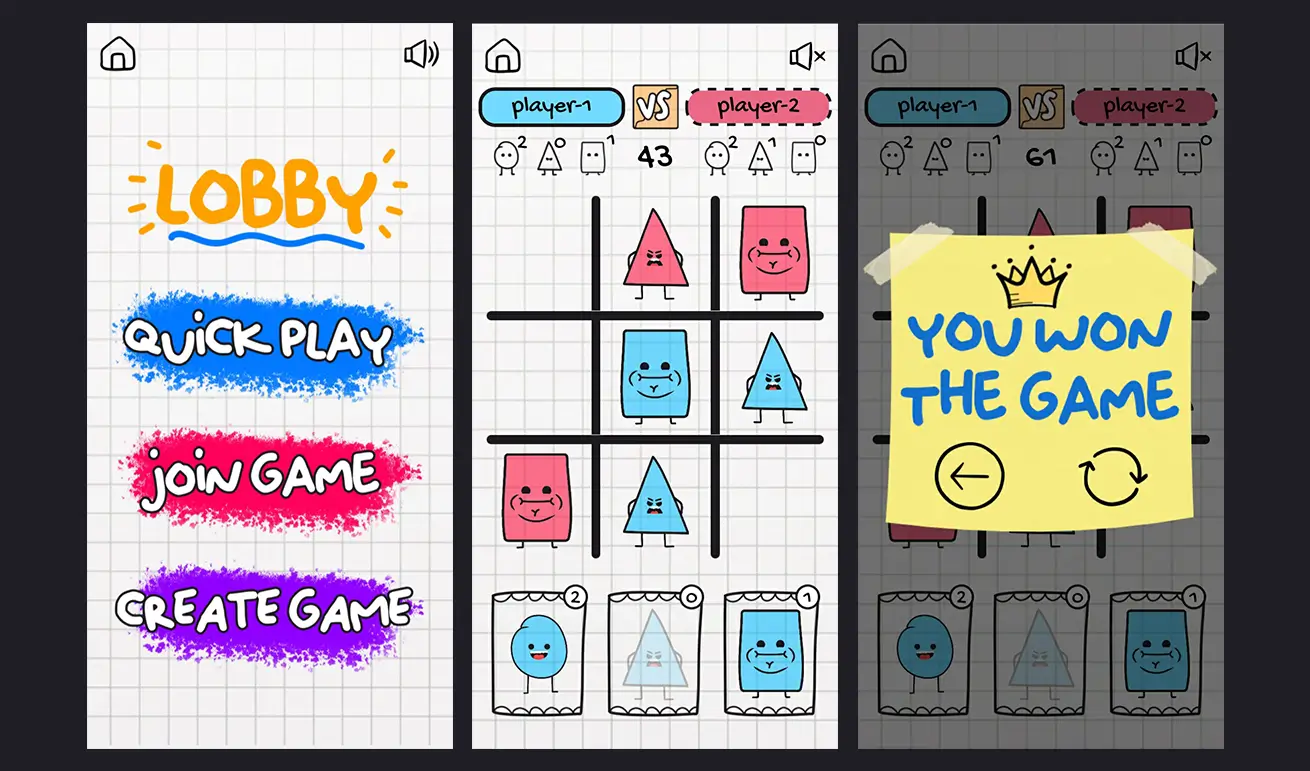 LOBBY
QUiCK PLAY
jOiN GAME
CREATE GAME
player-1 VS player-2
2 0 1 43 2 1 0
2 0 1
player-1 VS player-2
2 0 1 61 2 1 0
YOU WON
THE GAME
2 0 1